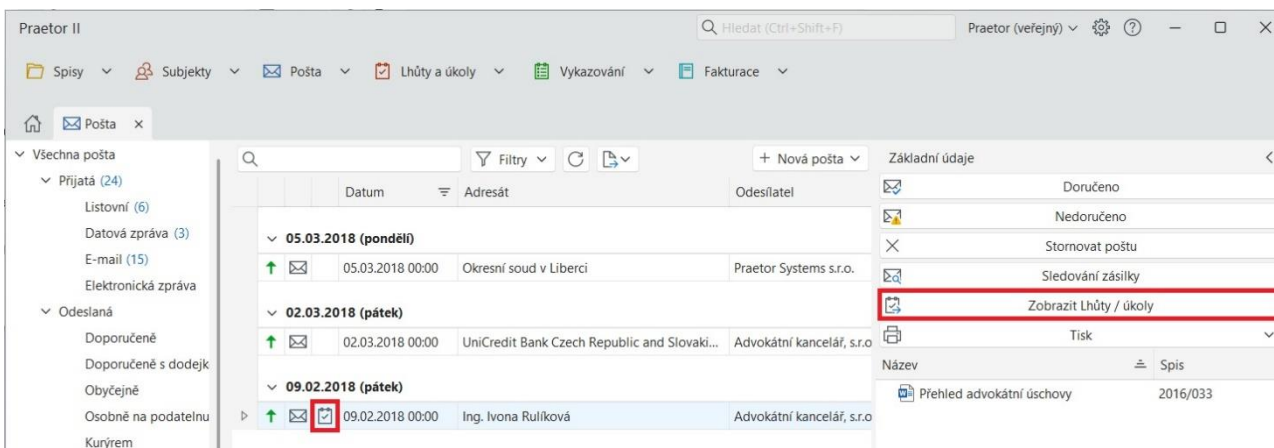 Praetor II
Hledat (Ctrl+Shift+F)
Praetor (veřejný)
Spisy
Subjekty
Pošta
Lhůty a úkoly
Vykazování
Fakturace
Pošta
Všechna pošta
Přijatá (24)
Listovní (6)
Datová zpráva (3)
E-mail (15)
Elektronická zpráva
Odeslaná
Doporučeně
Doporučeně s dodejk
Obyčejně
Osobně na podatelnu
Kurýrem
Filtry
+ Nová pošta
Datum Adresát Odesílatel
05.03.2018 (pondělí)
05.03.2018 00:00 Okresní soud v Liberci Praetor Systems s.r.o.
02.03.2018 (pátek)
02.03.2018 00:00 UniCredit Bank Czech Republic and Slovaki... Advokátní kancelář, s.r.o
09.02.2018 (pátek)
09.02.2018 00:00 Ing. Ivona Rulíková Advokátní kancelář, s.r.o
Základní údaje
Doručeno
Nedoručeno
Stornovat poštu
Sledování zásilky
Zobrazit Lhůty / úkoly
Tisk
Název Spis
Přehled advokátní úschovy 2016/033